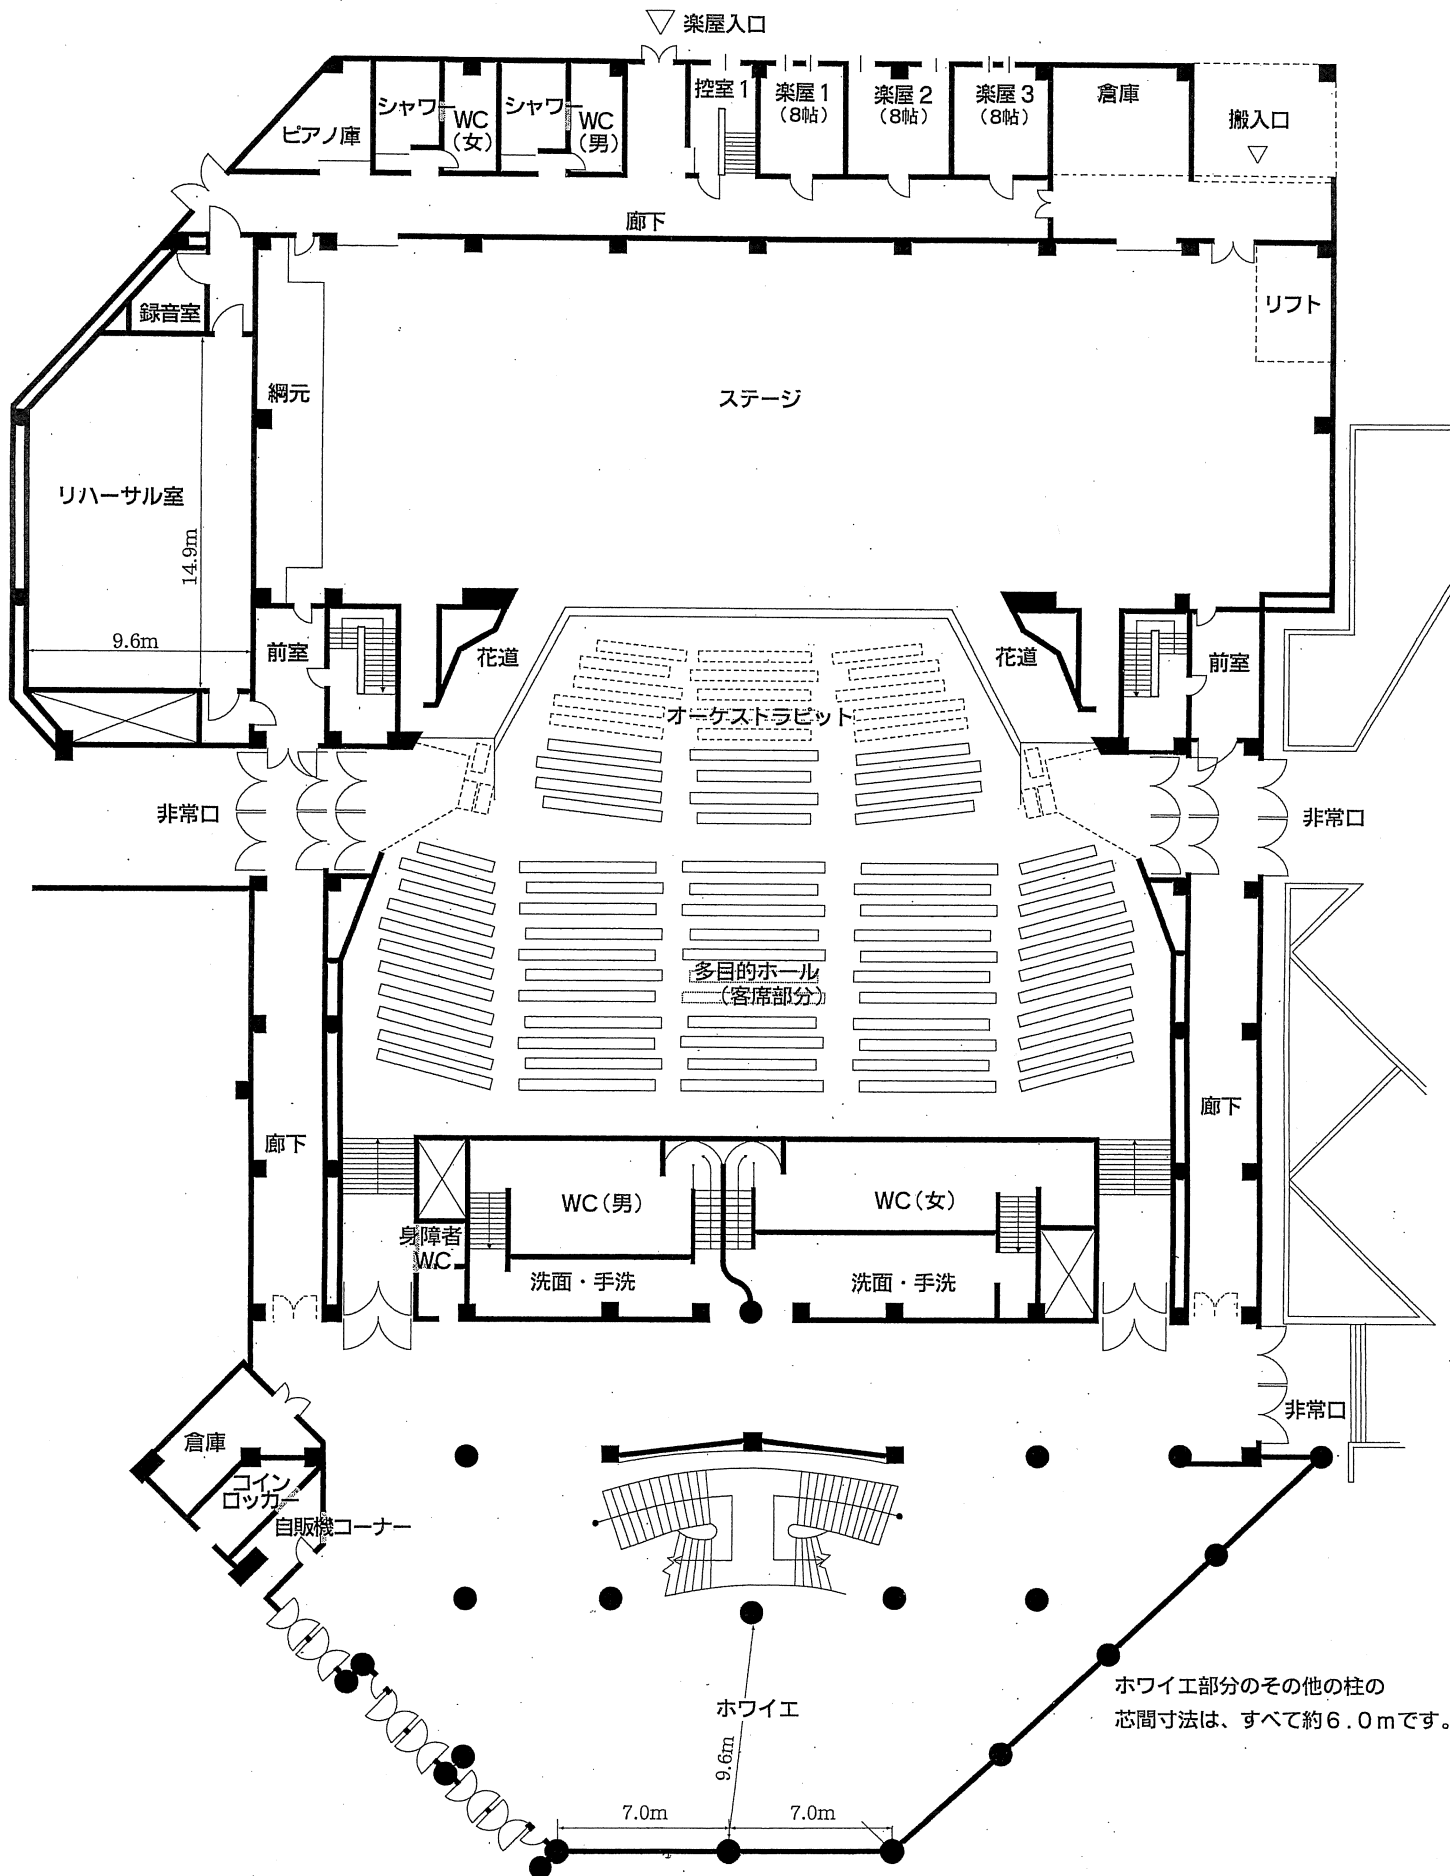 楽屋入口
控室1
楽屋1
(8帖)
楽屋2
(8帖)
楽屋3
(8帖)
倉庫
搬入口
シャワー
WC
(女)
シャワー
WC
(男)
ピアノ庫
廊下
録音室
リフト
綱元
ステージ
リハーサル室
14.9m
9.6m
前室
花道
花道
前室
オーケストラピット
非常口
非常口
多目的ホール
(客席部分)
廊下
廊下
WC(男)
WC(女)
身障者
WC
洗面・手洗
洗面・手洗
非常口
倉庫
コイン
ロッカー
自販機コーナー
ホワイエ
9.6m
ホワイエ部分のその他の柱の
芯間寸法は、すべて約6.0mです。
7.0m
7.0m